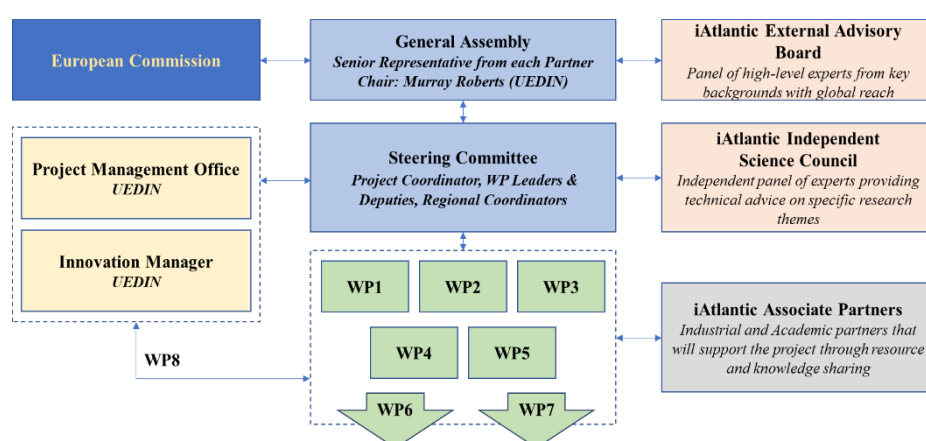 European Commission
General Assembly
Senior Representative from each Partner
Chair: Murray Roberts (UEDIN)
iAtlantic External Advisory
Board
Panel of high-level experts from key
backgrounds with global reach
Project Management Office
UEDIN
Steering Committee
Project Coordinator, WP Leaders &
Deputies, Regional Coordinators
iAtlantic Independent
Science Council
Independent panel of experts providing
technical advice on specific research
themes
Innovation Manager
UEDIN
WP1
WP2
WP3
WP4
WP5
WP6
WP7
iAtlantic Associate Partners
Industrial and Academic partners that
will support the project through resource
and knowledge sharing
WP8